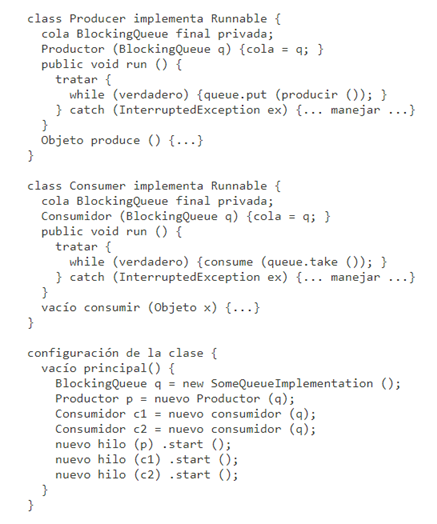 class Producer implementa Runnable {
cola BlockingQueue final privada;
Productor (BlockingQueue q) {cola = q; }
public void run () {
tratar {
while (verdadero) {queue.put (producir ()); }
} catch (InterruptedException ex) {... manejar ...}
}
Objeto produce () {...}
}
class Consumer implementa Runnable {
cola BlockingQueue final privada;
Consumidor (BlockingQueue q) {cola = q; }
public void run () {
tratar {
while (verdadero) {consume (queue.take ()); }
} catch (InterruptedException ex) {... manejar ...}
}
vacío consumir (Objeto x) {...}
}
configuración de la clase {
vacío principal() {
BlockingQueue q = new SomeQueueImplementation ();
Productor p = nuevo Productor (q);
Consumidor c1 = nuevo consumidor (q);
Consumidor c2 = nuevo consumidor (q);
nuevo hilo (p) .start ();
nuevo hilo (c1) .start ();
nuevo hilo (c2) .start ();
}
}